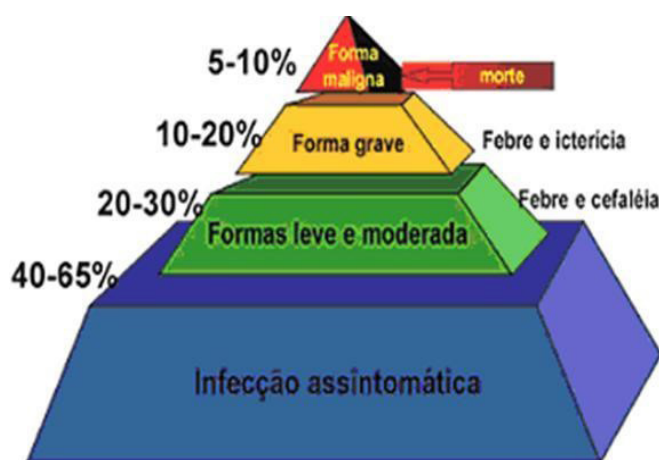 5-10%
Forma
maligna
morte
10-20%
Forma grave
Febre e icterícia
20-30%
Febre e cefaléia
Formas leve e moderada
40-65%
Infecção assintomática